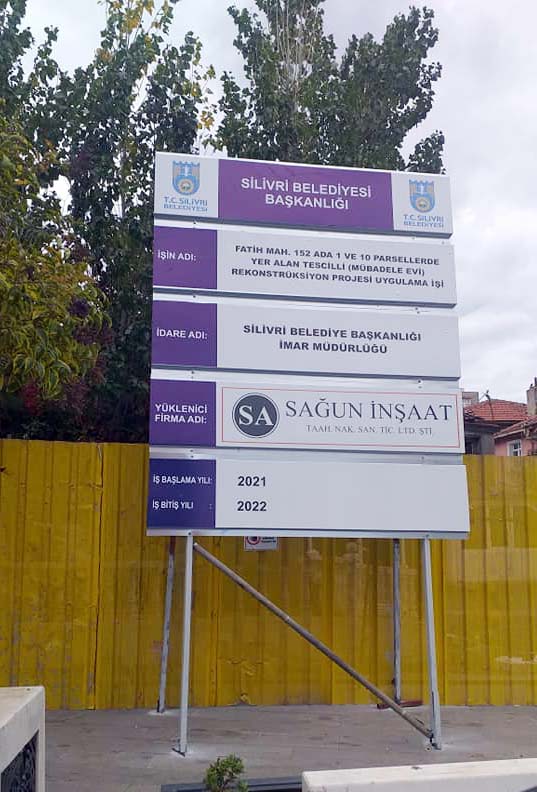 SİLİVRİ BELEDİYESİ
BAŞKANLIĞI
T.C. SİLİVRİ
BELEDİYESİ
T.C. SİLİVRİ
BELEDİYESİ
İŞİN ADI:
FATİH MAH. 152 ADA 1 VE 10 PARSELLERDE
YER ALAN TESCİLLİ (MÜBADELE EVİ)
REKONSTRÜKSİYON PROJESİ UYGULAMA İŞİ
İDARE ADI:
SİLİVRİ BELEDİYE BAŞKANLIĞI
İMAR MÜDÜRLÜĞÜ
YÜKLENİCİ
FİRMA ADI:
SA
SAĞUN İNŞAAT
TAAH. NAK. SAN. TİC. LTD. ŞTİ.
İŞ BAŞLAMA YILI: 2021
İŞ BİTİŞ YILI : 2022